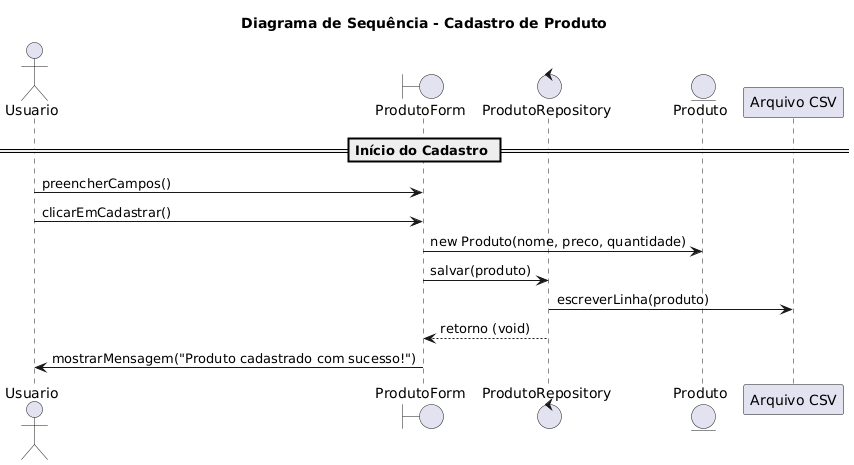 Diagrama de Sequência - Cadastro de Produto
Usuario
ProdutoForm
ProdutoRepository
Produto
Arquivo CSV
Início do Cadastro
preencherCampos()
clicarEmCadastrar()
new Produto(nome, preco, quantidade)
salvar(produto)
escreverLinha(produto)
retorno (void)
mostrarMensagem("Produto cadastrado com sucesso!")
Usuario
ProdutoForm
ProdutoRepository
Produto
Arquivo CSV